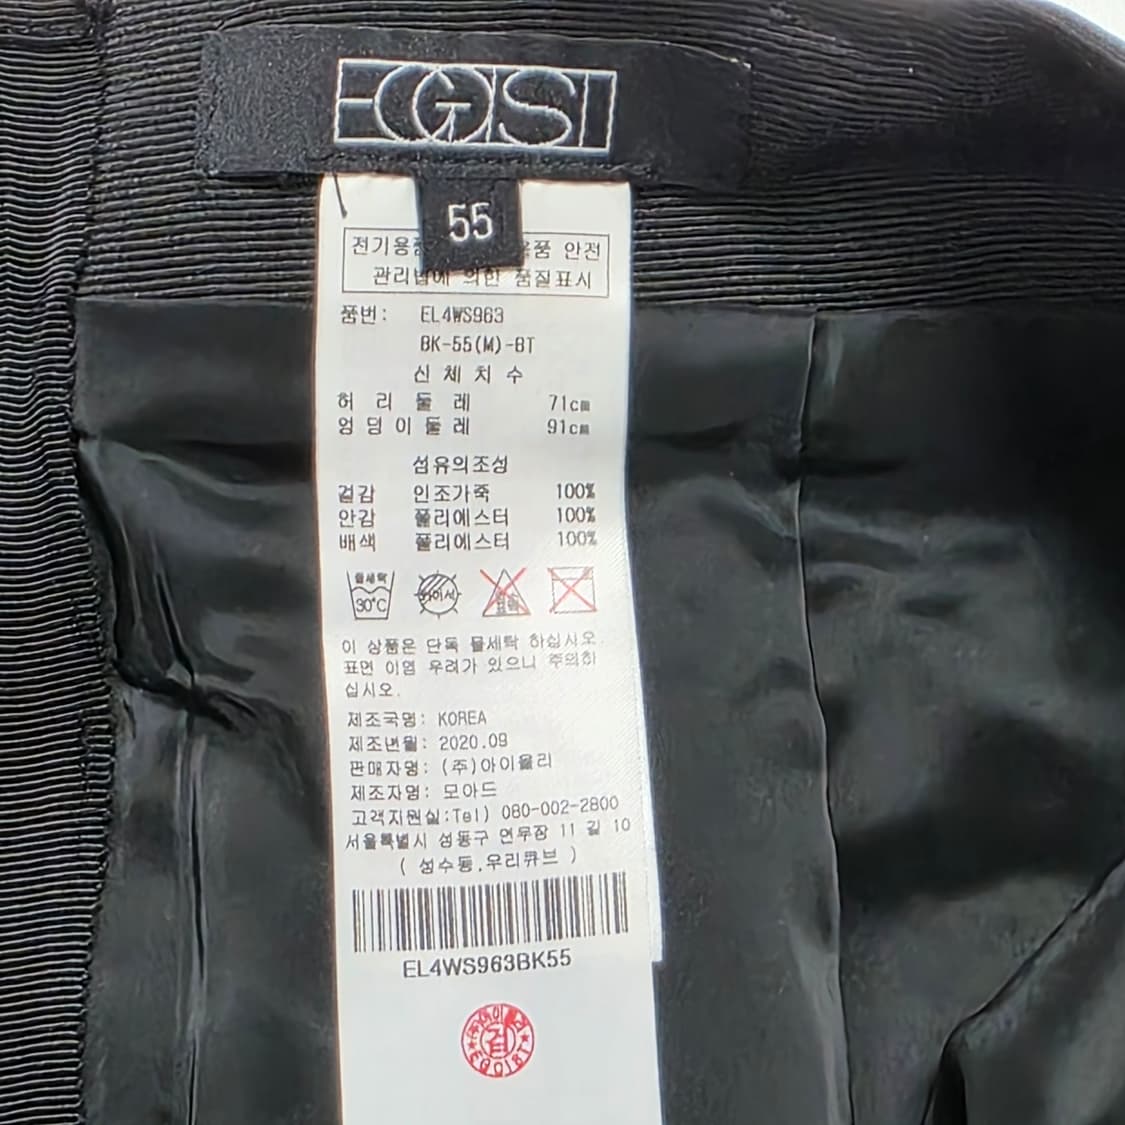 EGOIST
55
전기용품 용품 안전
관리법에 의한 품질표시
품번: EL4WS963
BK-55(M)-BT
신체치수
허리둘레 71cm
엉덩이둘레 91cm
섬유의조성
겉감 인조가죽 100%
안감 폴리에스터 100%
배색 폴리에스터 100%
물세탁 30°C
이 상품은 단독 물세탁 하십시오.
표면 이염 우려가 있으니 주의하
십시오.
제조국명: KOREA
제조년월: 2020.09
판매자명: (주)아이올리
제조자명: 모아드
고객지원실:Tel) 080-002-2800
서울특별시 성동구 연무장 11 길 10
( 성수동,우리큐브 )
EL4WS963BK55
검
EGOIST